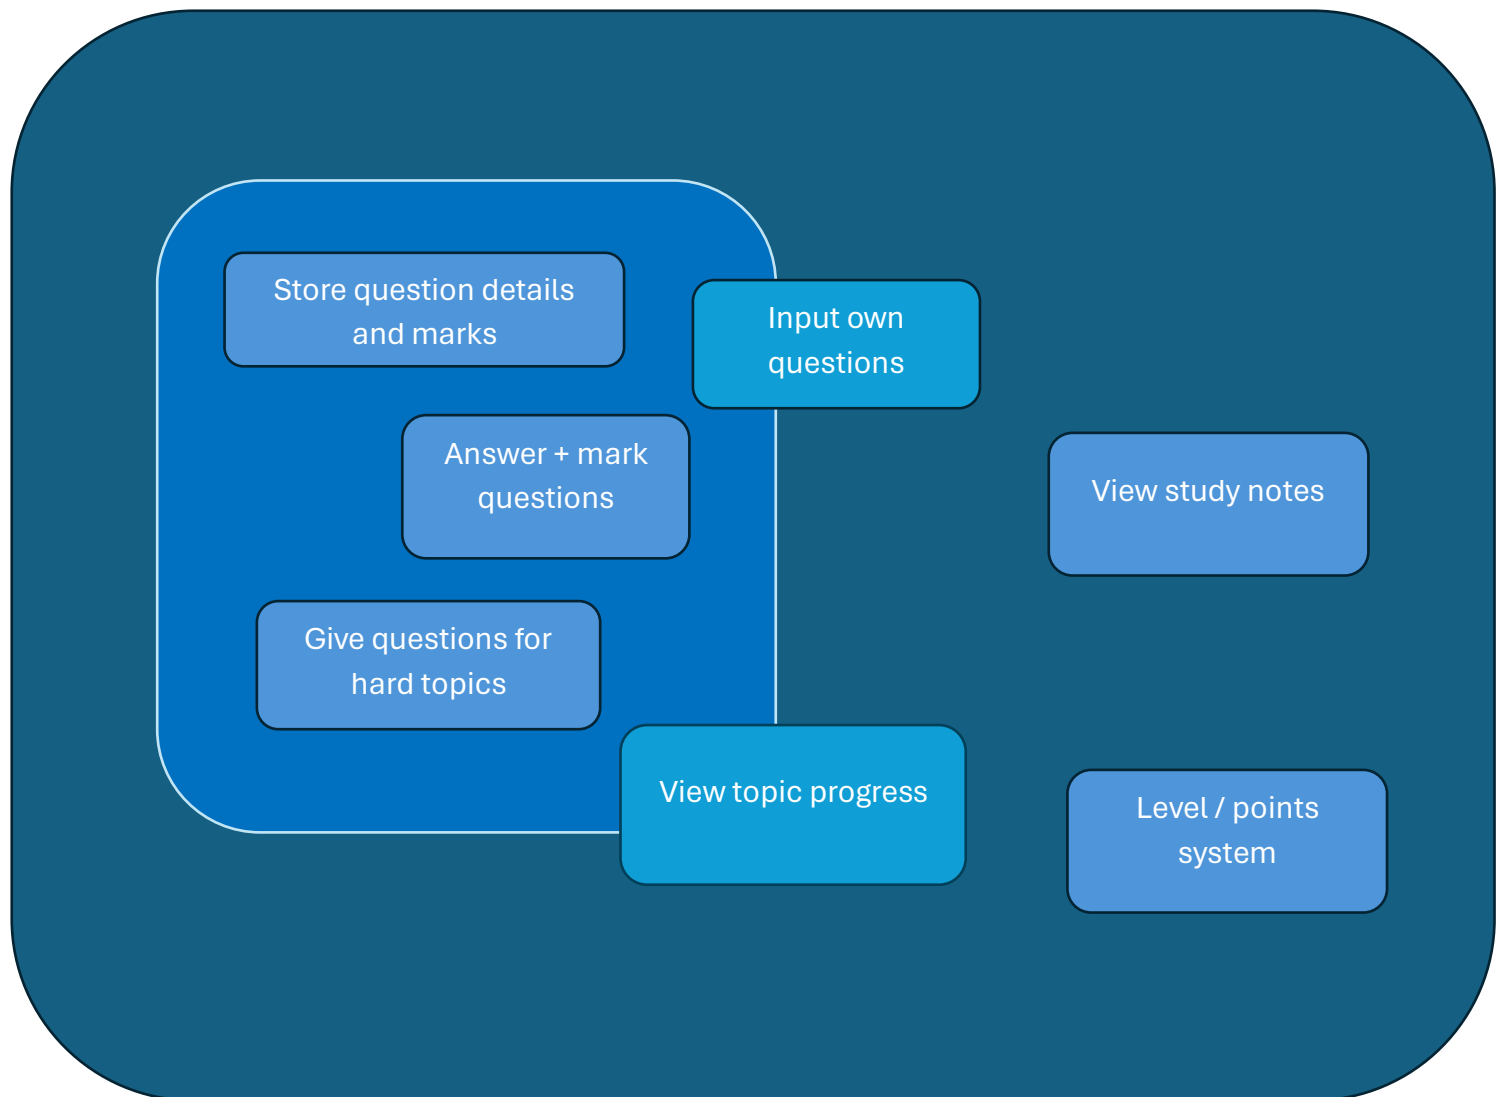 Store question details
and marks
Input own
questions
Answer + mark
questions
View study notes
Give questions for
hard topics
View topic progress
Level / points
system